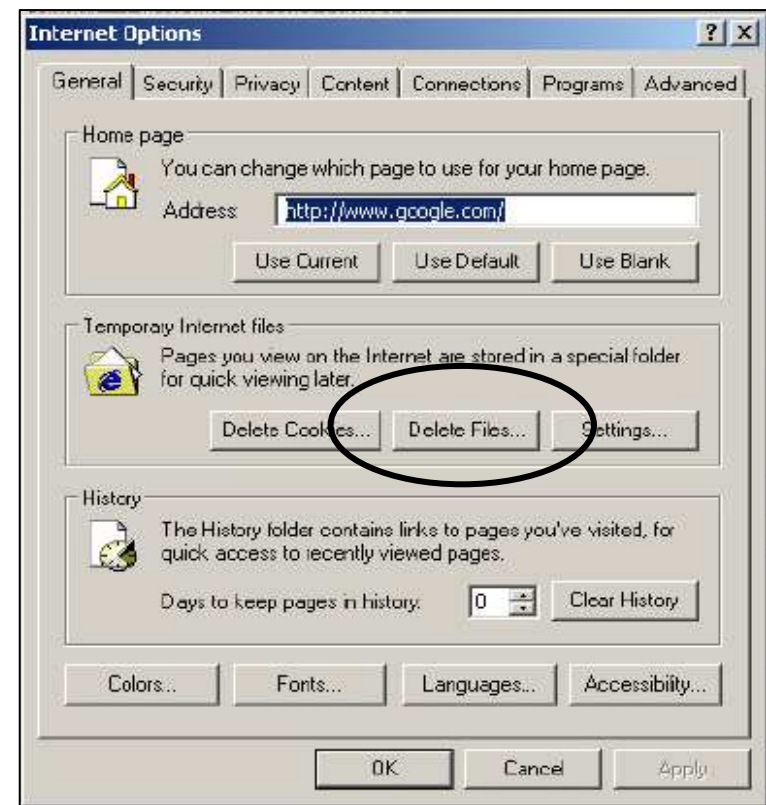 Internet Options
General Security Privacy Content Connections Programs Advanced
Home page
You can change which page to use for your home page.
Address: http://www.google.com/
Use Current Use Default Use Blank
Temporary Internet files
Pages you view on the Internet are stored in a special folder
for quick viewing later.
Delete Cookies... Delete Files... Settings...
History
The History folder contains links to pages you've visited, for
quick access to recently viewed pages.
Days to keep pages in history: 0 Clear History
Colors... Fonts... Languages... Accessibility...
OK Cancel Apply